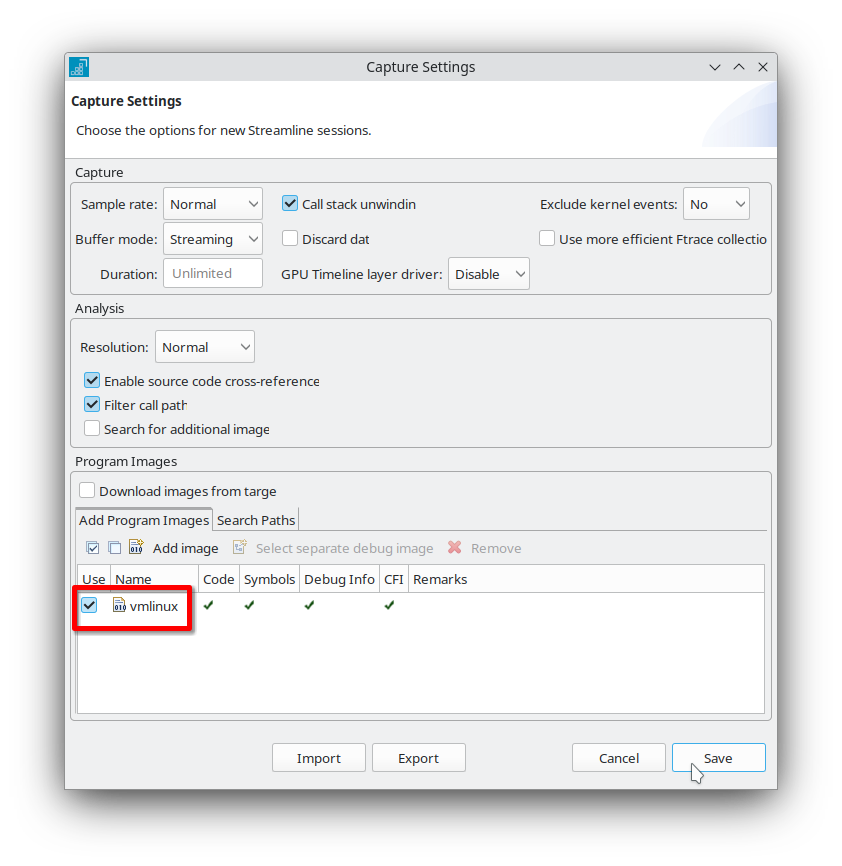 Capture Settings
Capture Settings
Choose the options for new Streamline sessions.
Capture
Sample rate: Normal Call stack unwindin Exclude kernel events: No
Buffer mode: Streaming Discard dat Use more efficient Ftrace collectio
Duration: Unlimited GPU Timeline layer driver: Disable
Analysis
Resolution: Normal
Enable source code cross-reference
Filter call path
Search for additional image
Program Images
Download images from targe
Add Program Images Search Paths
Add image Select separate debug image Remove
Use Name Code Symbols Debug Info CFI Remarks
vmlinux
Import Export Cancel Save